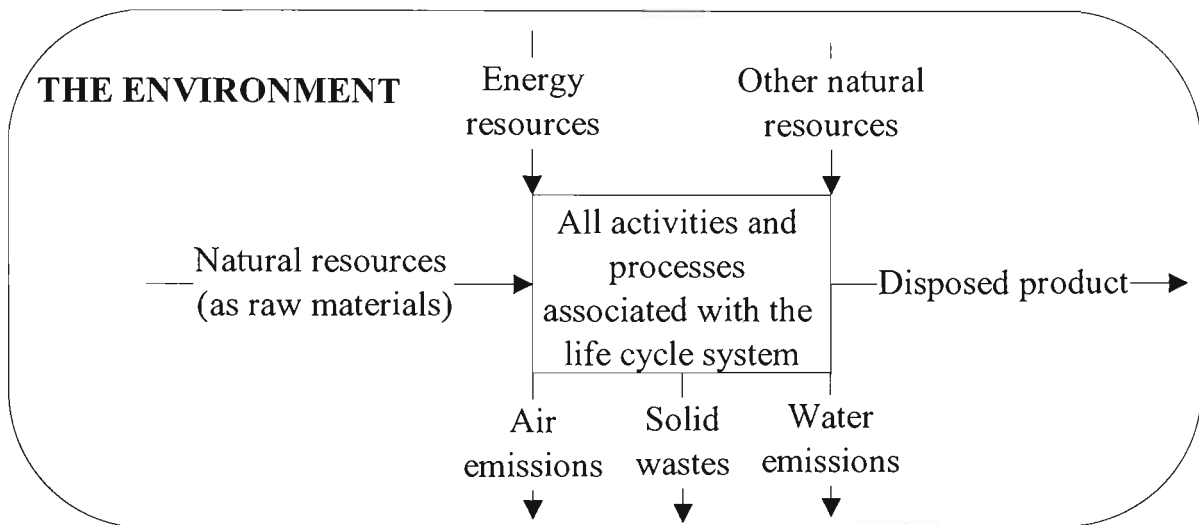 THE ENVIRONMENT
Energy
resources
Other natural
resources
Natural resources
(as raw materials)
All activities and
processes
associated with the
life cycle system
Disposed product
Air
emissions
Solid
wastes
Water
emissions